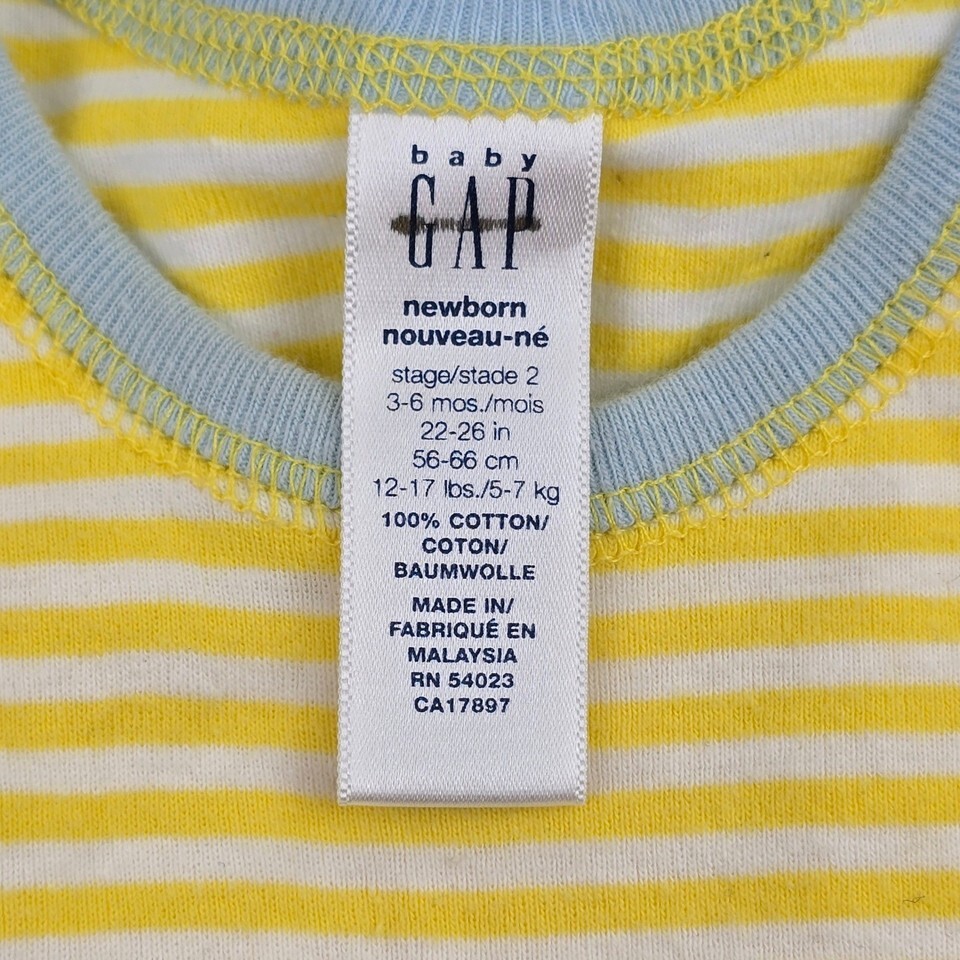 baby
GAP
newborn
nouveau-né
stage/stade 2
3-6 mos./mois
22-26 in
56-66 cm
12-17 lbs./5-7 kg
100% COTTON/
COTON/
BAUMWOLLE
MADE IN/
FABRIQUÉ EN
MALAYSIA
RN 54023
CA17897